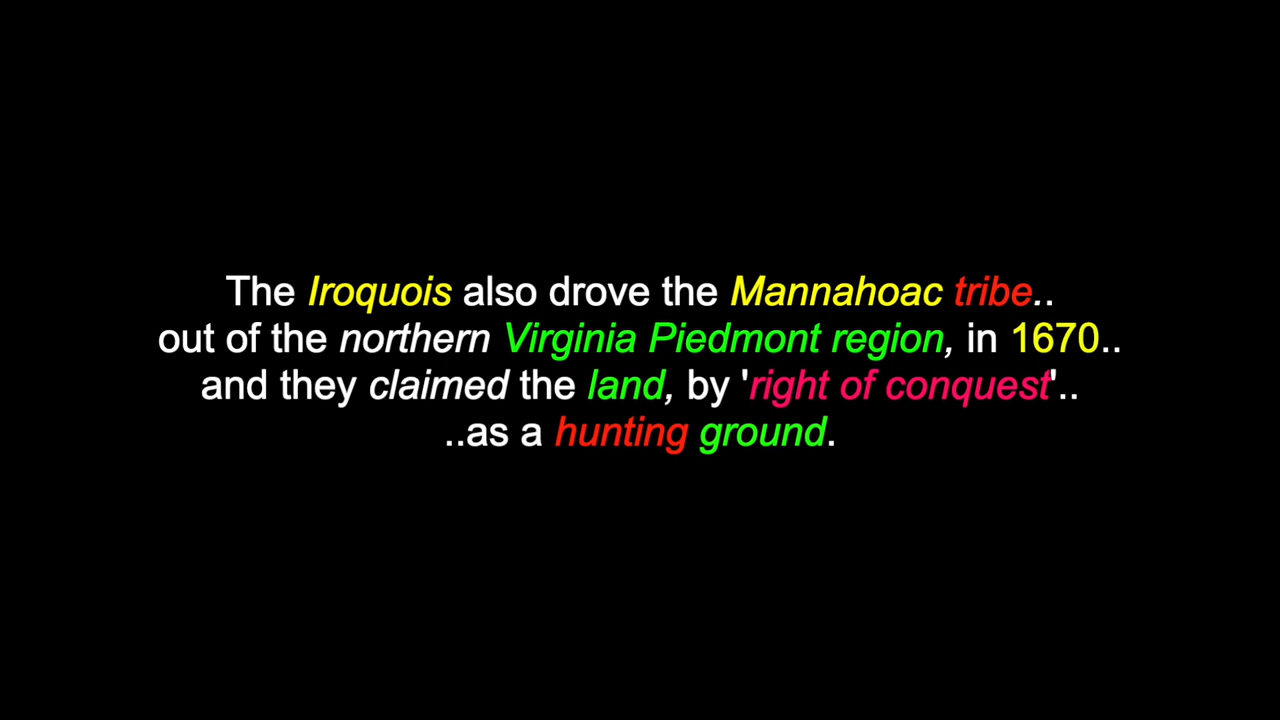 The Iroquois also drove the Mannahoac tribe..
out of the northern Virginia Piedmont region, in 1670..
and they claimed the land, by 'right of conquest'..
..as a hunting ground.